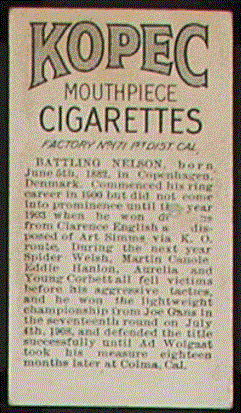 KOPEC
MOUTHPIECE
CIGARETTES
FACTORY No 171 1st DIST CAL.
BATTLING NELSON, born
June 5th, 1882, in Copenhagen,
Denmark. Commenced his ring
career in 1896 but did not come
into prominence until year
1903 when he won
from Clarence English a dis-
posed of Art Simms via K. O.
route. During the next year
Spider Welsh, Martin Canole
Eddie Hanlon, Aurelia and
Young Corbett all fell victims
before his aggressive tactics,
and he won the lightweight
championship from Joe Gans in
the seventeenth round on July
4th, 1908, and defended the title
successfully until Ad Wolgast
took his measure eighteen
months later at Colma, Cal.